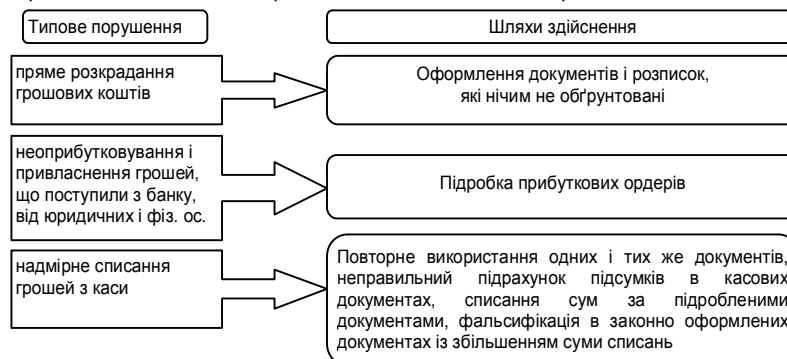 Типове порушення
Шляхи здійснення
пряме розкрадання
грошових коштів
Оформлення документів і розписок,
які нічим не обґрунтовані
неоприбутковування і
привласнення грошей,
що поступили з банку,
від юридичних і фіз. ос.
Підробка прибуткових ордерів
надмірне списання
грошей з каси
Повторне використання одних і тих же документів,
неправильний підрахунок підсумків в касових
документах, списання сум за підробленими
документами, фальсифікація в законно оформлених
документах із збільшенням суми списань